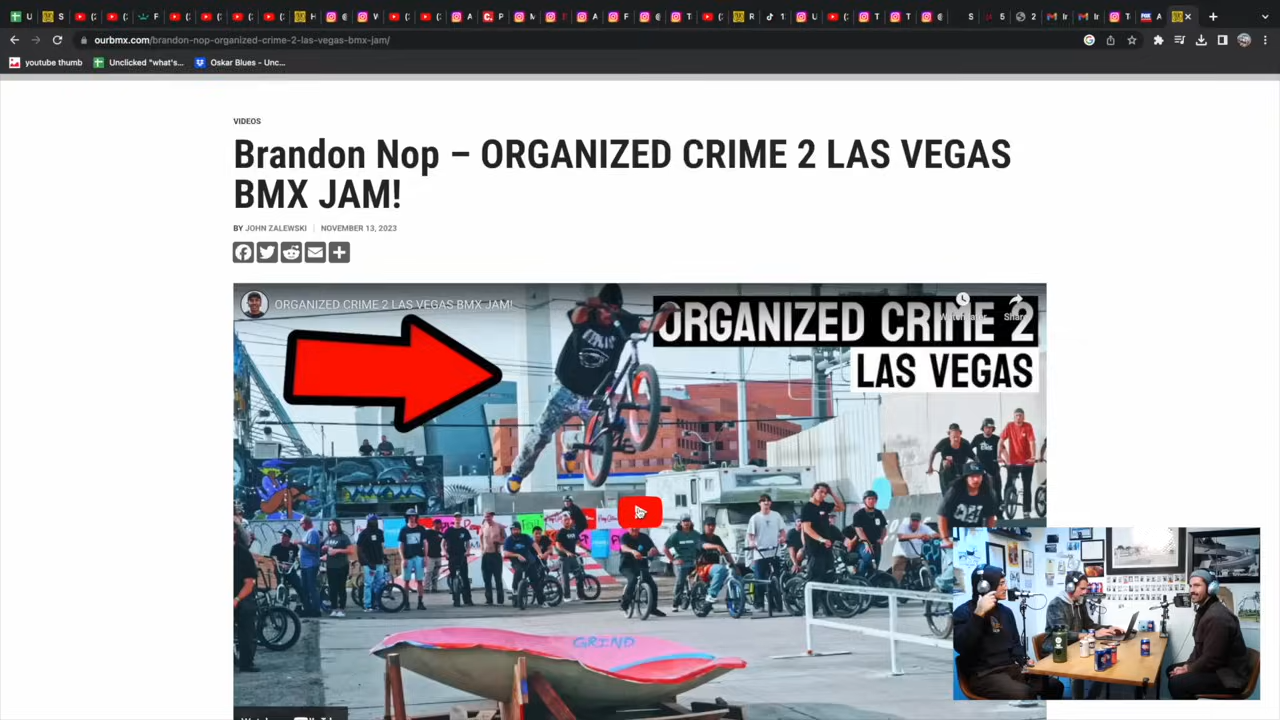 ourbmx.com/brandon-nop-organized-crime-2-las-vegas-bmx-jam/
youtube thumb
Unclicked "what's...
Oskar Blues - Unc...
VIDEOS
Brandon Nop – ORGANIZED CRIME 2 LAS VEGAS
BMX JAM!
BY JOHN ZALEWSKI
NOVEMBER 13, 2023
ORGANIZED CRIME 2 LAS VEGAS BMX JAM!
ORGANIZED CRIME 2
Share
LAS VEGAS
GRIND